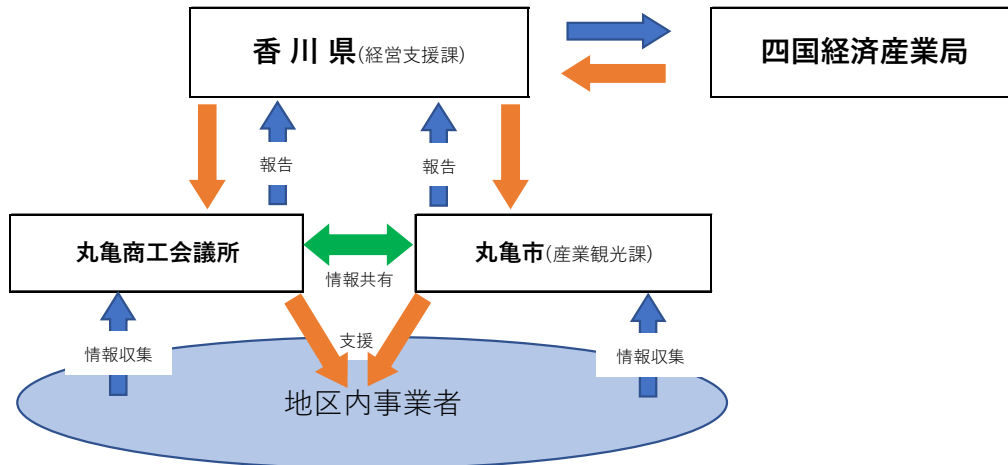 香 川 県(経営支援課)
四国経済産業局
報告
報告
丸亀商工会議所
丸亀市(産業観光課)
情報共有
支援
情報収集
情報収集
地区内事業者